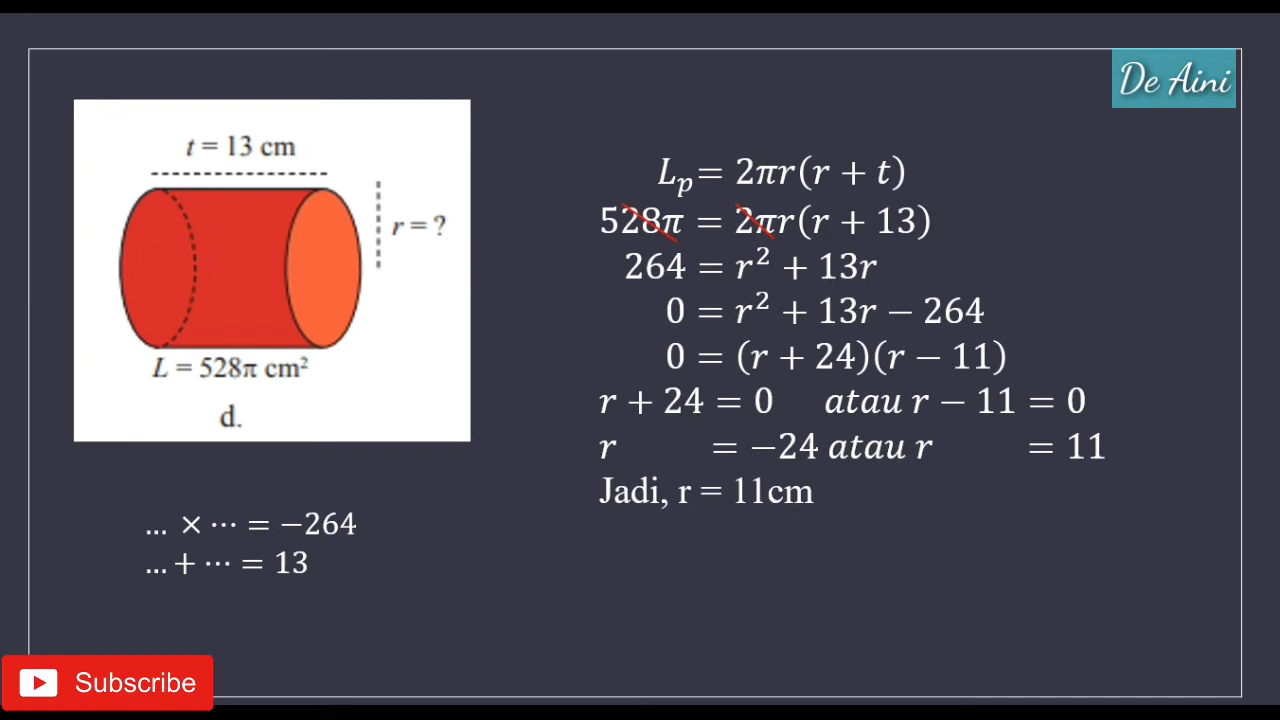 De Aini
t = 13 cm
r = ?
L = 528π cm²
d.
… × ⋯ = −264
… + ⋯ = 13
Lₚ = 2πr(r + t)
528π = 2πr(r + 13)
264 = r² + 13r
0 = r² + 13r − 264
0 = (r + 24)(r − 11)
r + 24 = 0 atau r − 11 = 0
r = −24 atau r = 11
Jadi, r = 11cm
Subscribe